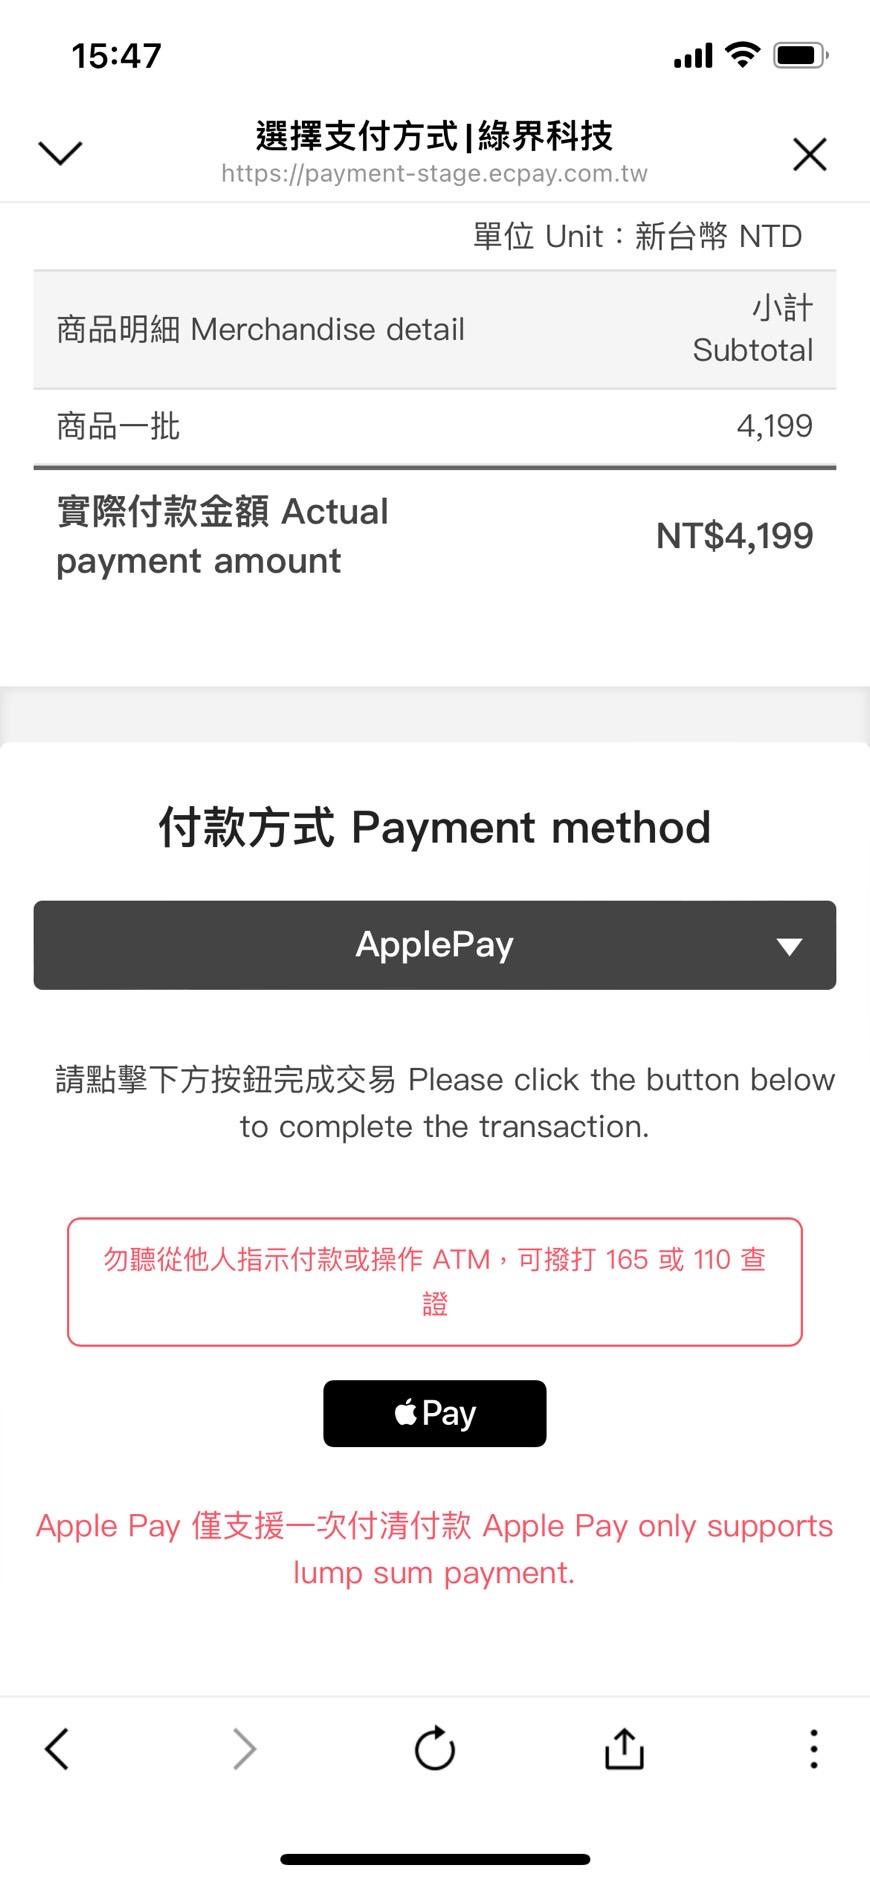 15:47
選擇支付方式|綠界科技
https://payment-stage.ecpay.com.tw
單位 Unit：新台幣 NTD
商品明細 Merchandise detail
小計
Subtotal
商品一批
4,199
實際付款金額 Actual
payment amount
NT$4,199
付款方式 Payment method
ApplePay
請點擊下方按鈕完成交易 Please click the button below
to complete the transaction.
勿聽從他人指示付款或操作 ATM，可撥打 165 或 110 查
證
Pay
Apple Pay 僅支援一次付清付款 Apple Pay only supports
lump sum payment.